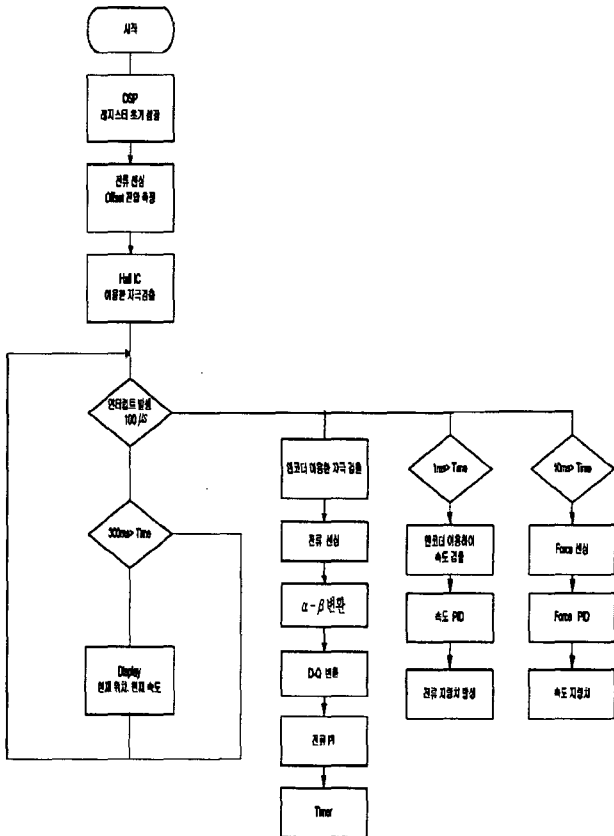 시작
DSP
레지스터 초기 설정
전류 센싱
Offset 전압 측정
Hall IC
이용한 자극검출
인터럽트 발생
100 μs
300ms> Time
Display
현재 위치, 현재 속도
엔코더 이용한 자극 검출
전류 센싱
α-β 변환
D-Q 변환
전류 PI
Timer
1ms> Time
엔코더 이용하여
속도 검출
속도 PID
전류 지령치 발생
10ms> Time
Force 센싱
Force PID
속도 지령치